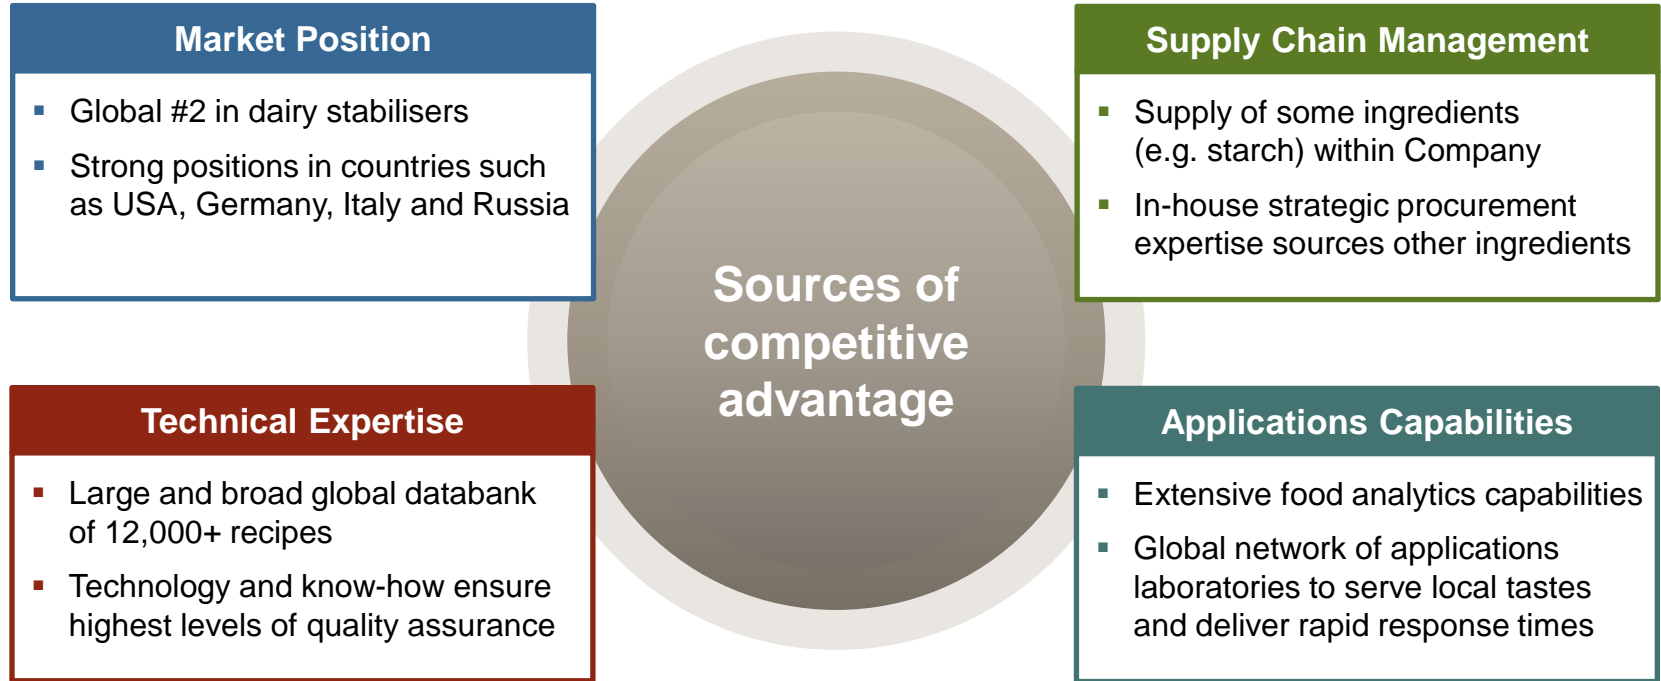 Market Position
▪ Global #2 in dairy stabilisers
▪ Strong positions in countries such
as USA, Germany, Italy and Russia
Supply Chain Management
▪ Supply of some ingredients
(e.g. starch) within Company
▪ In-house strategic procurement
expertise sources other ingredients
Sources of
competitive
advantage
Technical Expertise
▪ Large and broad global databank
of 12,000+ recipes
▪ Technology and know-how ensure
highest levels of quality assurance
Applications Capabilities
▪ Extensive food analytics capabilities
▪ Global network of applications
laboratories to serve local tastes
and deliver rapid response times